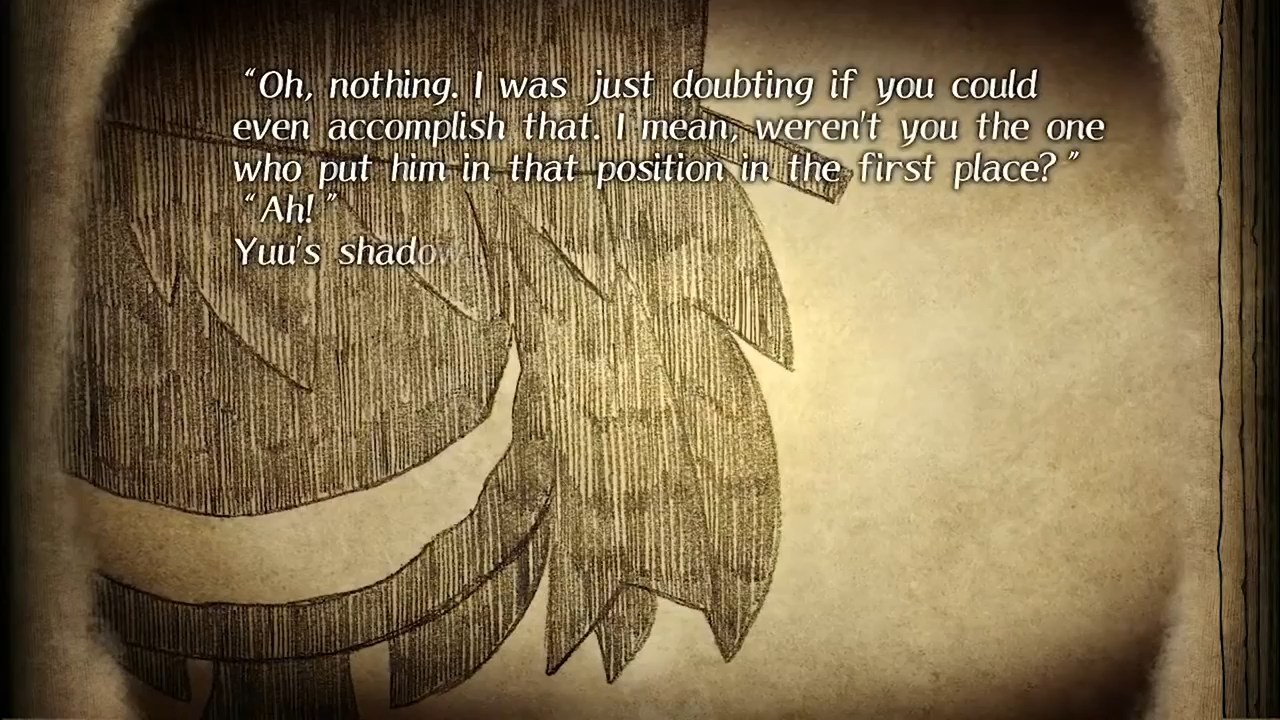 “Oh, nothing. I was just doubting if you could
even accomplish that. I mean, weren't you the one
who put him in that position in the first place?”
“Ah!”
Yuu's shadow